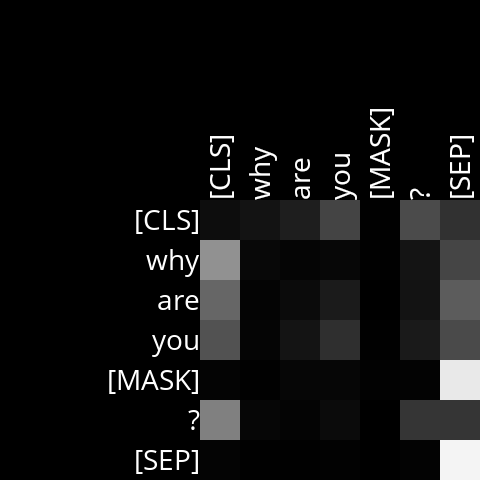 [CLS] why are you [MASK] ? [SEP]
[CLS]
why
are
you
[MASK]
?
[SEP]